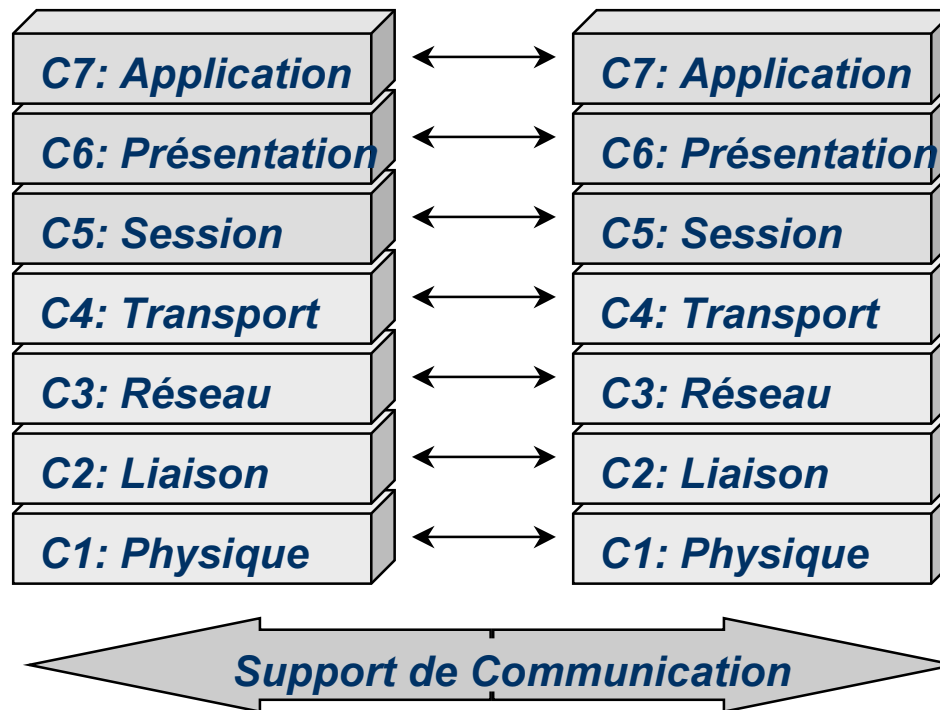 C7: Application
C7: Application
C6: Présentation
C6: Présentation
C5: Session
C5: Session
C4: Transport
C4: Transport
C3: Réseau
C3: Réseau
C2: Liaison
C2: Liaison
C1: Physique
C1: Physique
Support de Communication